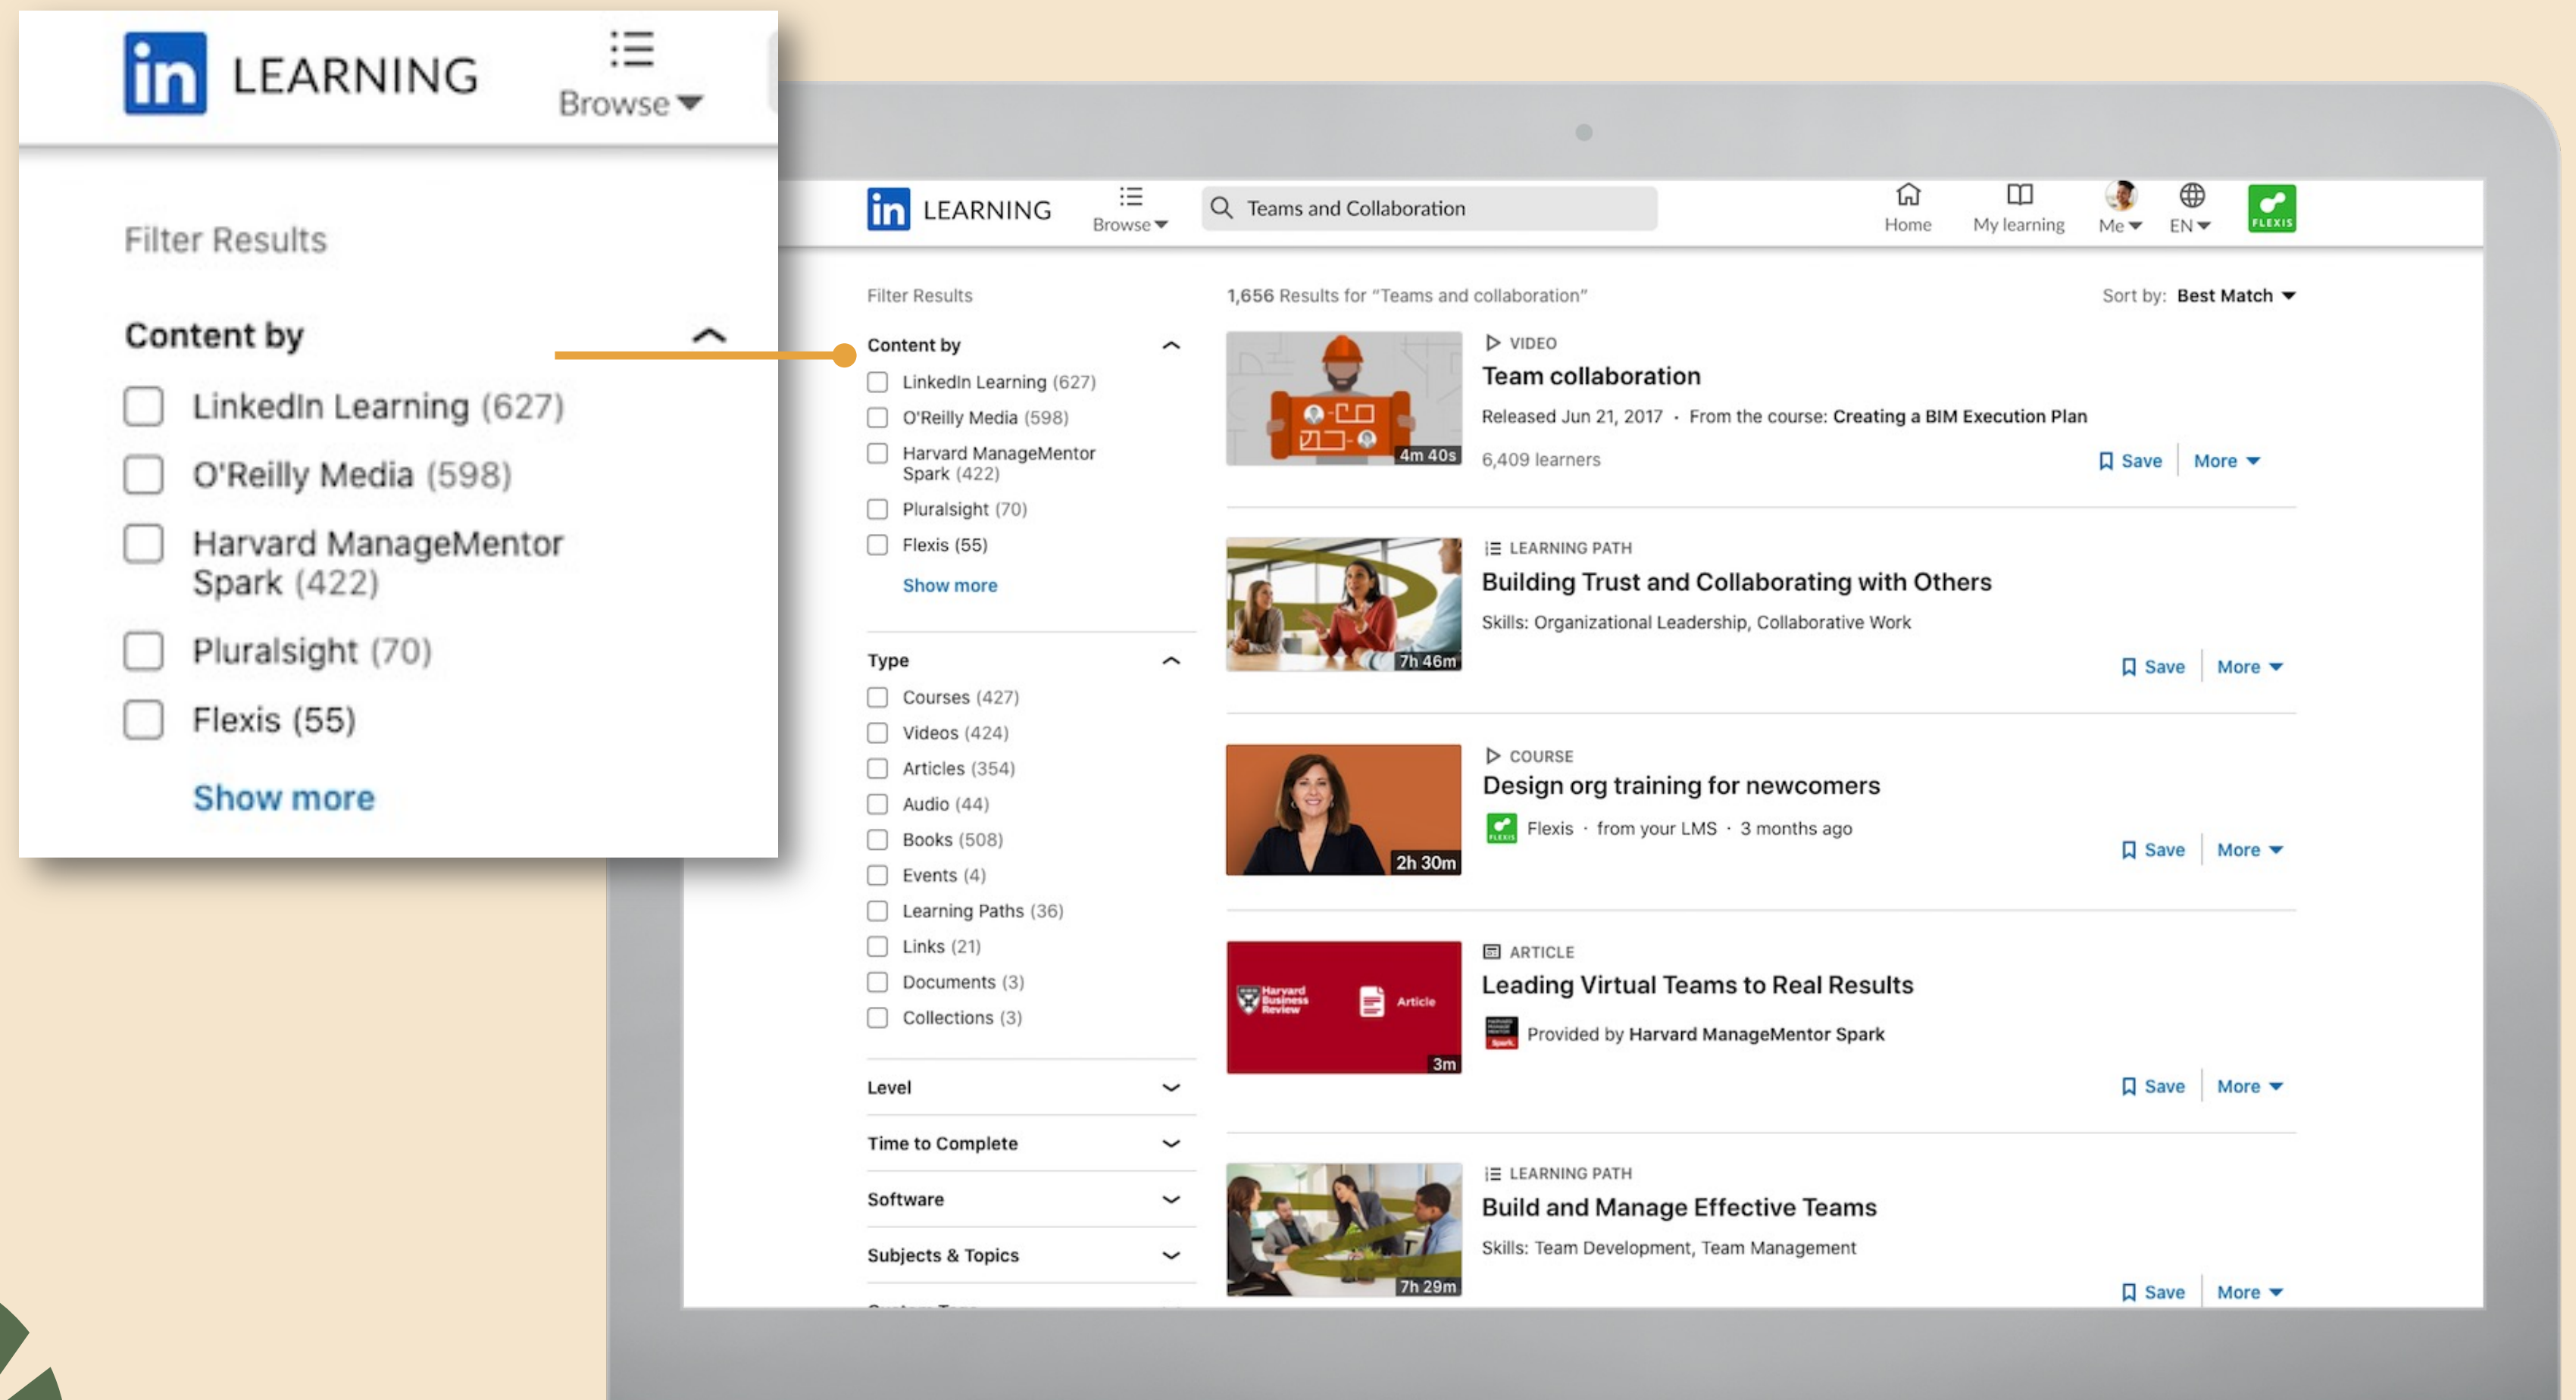 in LEARNING
Browse
Filter Results
Content by
LinkedIn Learning (627)
O'Reilly Media (598)
Harvard ManageMentor
Spark (422)
Pluralsight (70)
Flexis (55)
Show more
in LEARNING
Browse
Teams and Collaboration
Home
My learning
Me
EN
FLEXIS
Filter Results
Content by
LinkedIn Learning (627)
O'Reilly Media (598)
Harvard ManageMentor
Spark (422)
Pluralsight (70)
Flexis (55)
Show more
Type
Courses (427)
Videos (424)
Articles (354)
Audio (44)
Books (508)
Events (4)
Learning Paths (36)
Links (21)
Documents (3)
Collections (3)
Level
Time to Complete
Software
Subjects & Topics
1,656 Results for “Teams and collaboration”
Sort by: Best Match
4m 40s
VIDEO
Team collaboration
Released Jun 21, 2017 · From the course: Creating a BIM Execution Plan
6,409 learners
Save
More
7h 46m
LEARNING PATH
Building Trust and Collaborating with Others
Skills: Organizational Leadership, Collaborative Work
Save
More
2h 30m
COURSE
Design org training for newcomers
FLEXIS
Flexis · from your LMS · 3 months ago
Save
More
Harvard
Business
Review
Article
3m
ARTICLE
Leading Virtual Teams to Real Results
Spark.
Provided by Harvard ManageMentor Spark
Save
More
7h 29m
LEARNING PATH
Build and Manage Effective Teams
Skills: Team Development, Team Management
Save
More